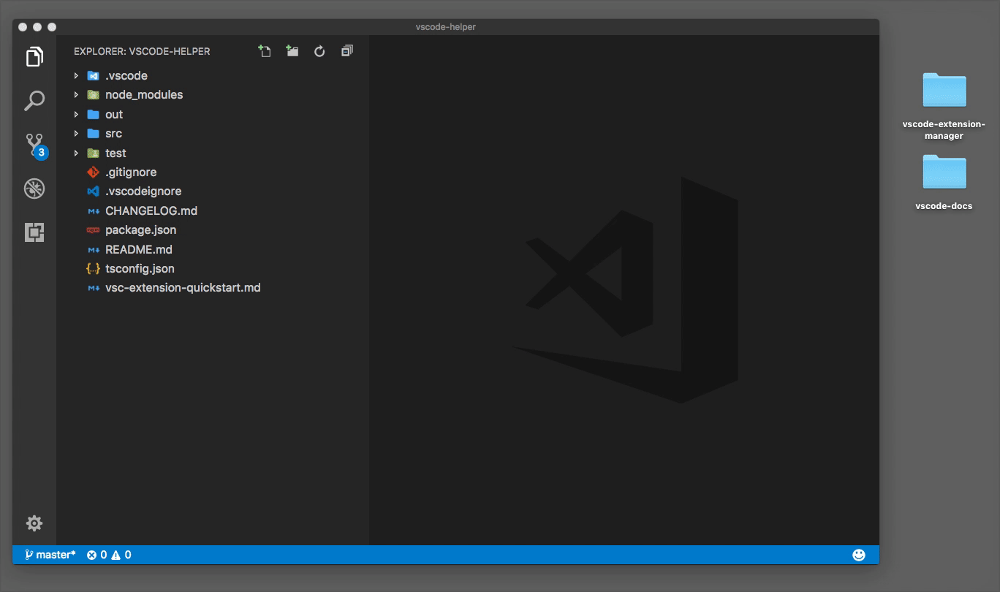 vscode-helper
EXPLORER: VSCODE-HELPER
.vscode
node_modules
out
src
test
.gitignore
.vscodeignore
CHANGELOG.md
package.json
README.md
tsconfig.json
vsc-extension-quickstart.md
3
master* 0 0
vscode-extension-
manager
vscode-docs